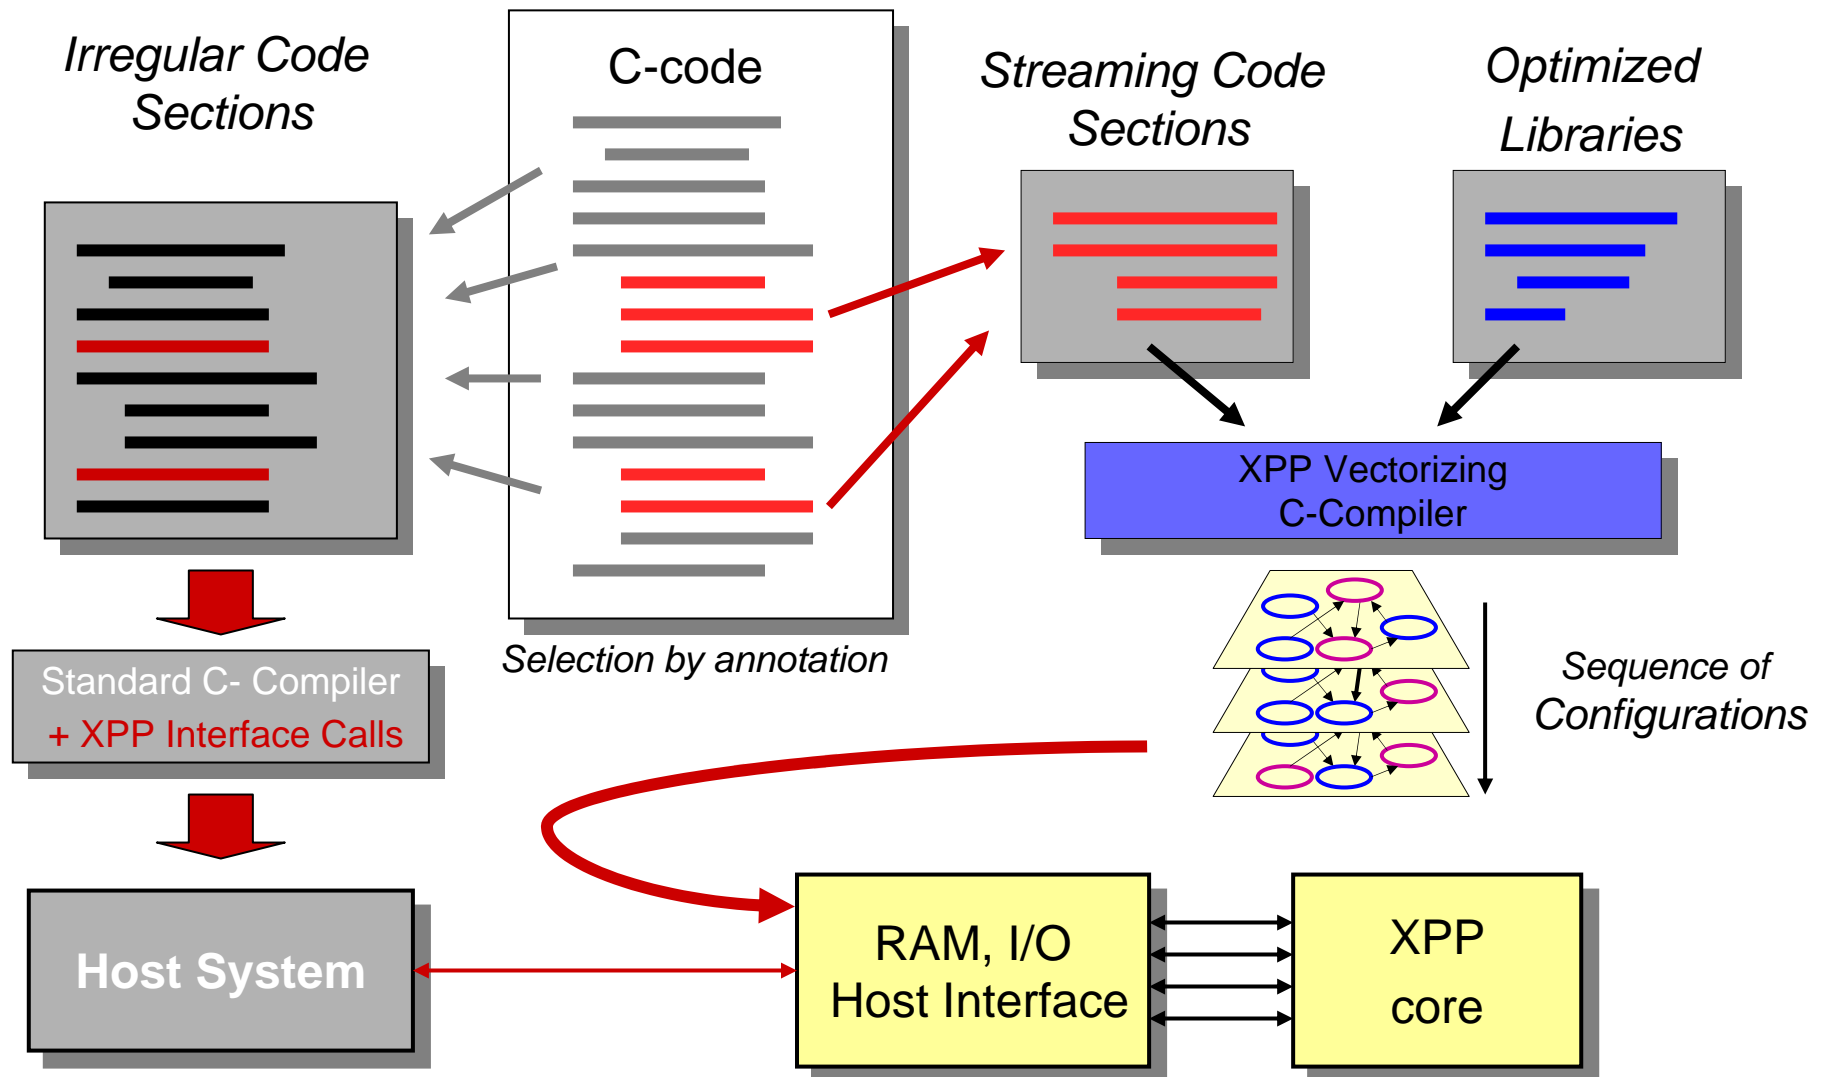 Irregular Code
Sections
C-code
Streaming Code
Sections
Optimized
Libraries
XPP Vectorizing
C-Compiler
Selection by annotation
Standard C- Compiler
+ XPP Interface Calls
Sequence of
Configurations
Host System
RAM, I/O
Host Interface
XPP
core